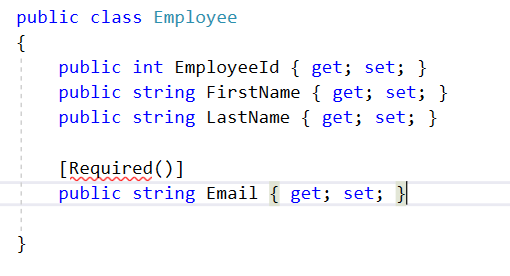 public class Employee
{
public int EmployeeId { get; set; }
public string FirstName { get; set; }
public string LastName { get; set; }
[Required()]
public string Email { get; set; }
}